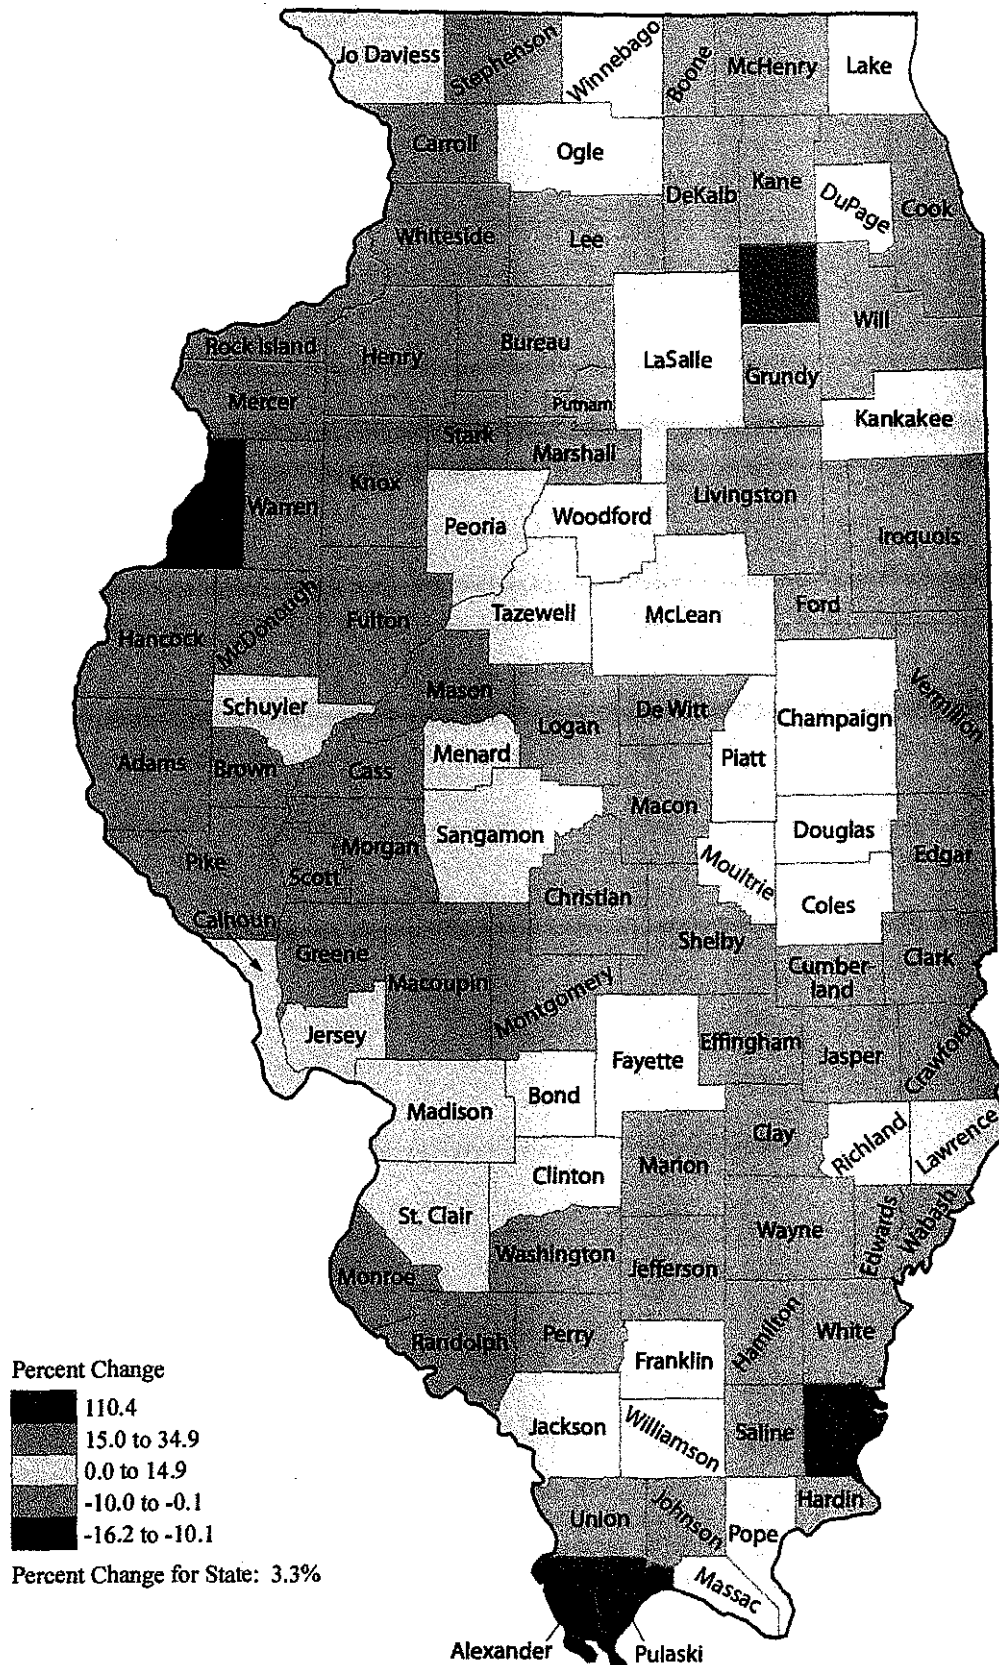 Jo Daviess
Stephenson
Winnebago
Boone
McHenry
Lake
Carroll
Ogle
DeKalb
Kane
DuPage
Cook
Whiteside
Lee
Will
Rock Island
Henry
Bureau
LaSalle
Grundy
Mercer
Putnam
Kankakee
Stark
Marshall
Warren
Knox
Peoria
Woodford
Livingston
Iroquois
Hancock
McDonough
Fulton
Tazewell
McLean
Ford
Schuyler
Mason
Logan
De Witt
Champaign
Vermilion
Adams
Brown
Cass
Menard
Piatt
Macon
Sangamon
Douglas
Pike
Scott
Morgan
Christian
Moultrie
Coles
Edgar
Calhoun
Greene
Macoupin
Montgomery
Shelby
Cumber-
land
Clark
Jersey
Fayette
Effingham
Jasper
Crawford
Madison
Bond
Clay
Richland
Lawrence
Clinton
Marion
St. Clair
Washington
Jefferson
Wayne
Edwards
Wabash
Monroe
Randolph
Perry
Hamilton
White
Franklin
Jackson
Williamson
Saline
Union
Johnson
Pope
Hardin
Massac
Alexander
Pulaski
Percent Change
110.4
15.0 to 34.9
0.0 to 14.9
-10.0 to -0.1
-16.2 to -10.1
Percent Change for State: 3.3%